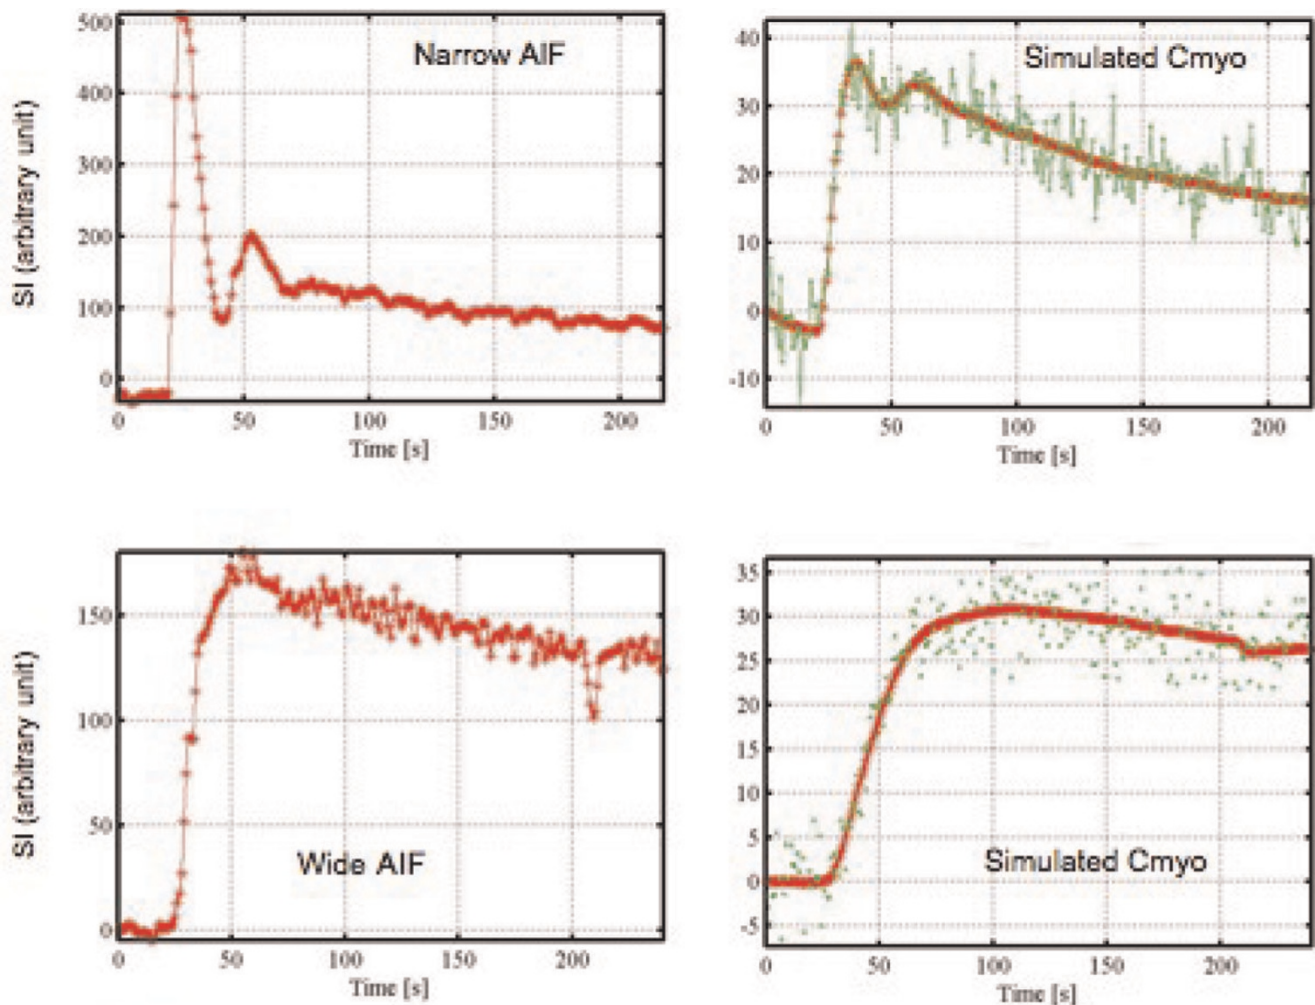 Narrow AIF
SI (arbitrary unit)
500
400
300
200
100
0
0 50 100 150 200
Time [s]
Simulated Cmyo
40
30
20
10
0
-10
0 50 100 150 200
Time [s]
Wide AIF
SI (arbitrary unit)
150
100
50
0
0 50 100 150 200
Time [s]
Simulated Cmyo
35
30
25
20
15
10
5
0
-5
0 50 100 150 200
Time [s]